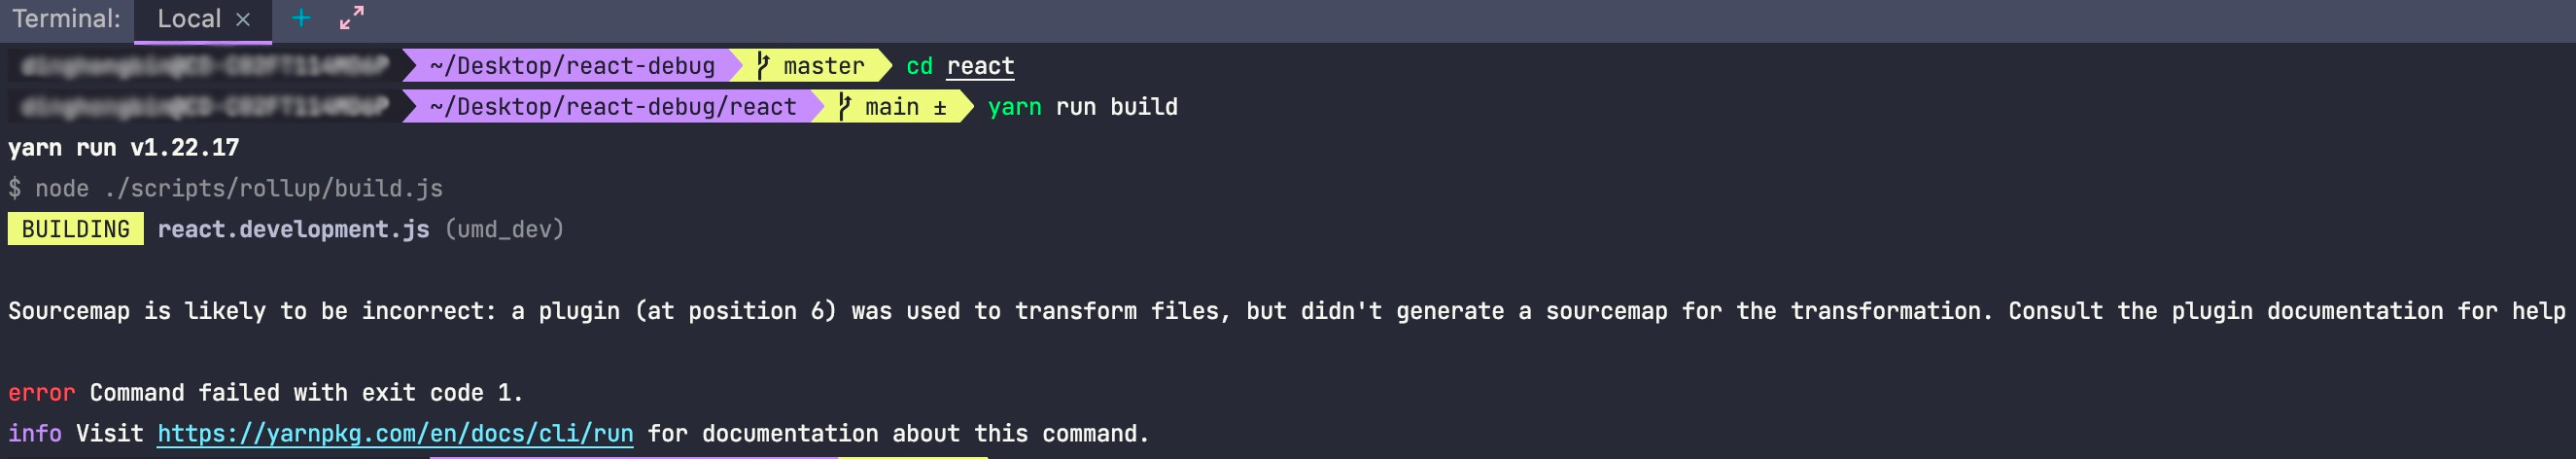 Terminal: Local × +
~/Desktop/react-debug master cd react
~/Desktop/react-debug/react main ± yarn run build
yarn run v1.22.17
$ node ./scripts/rollup/build.js
BUILDING react.development.js (umd_dev)
Sourcemap is likely to be incorrect: a plugin (at position 6) was used to transform files, but didn't generate a sourcemap for the transformation. Consult the plugin documentation for help
error Command failed with exit code 1.
info Visit https://yarnpkg.com/en/docs/cli/run for documentation about this command.